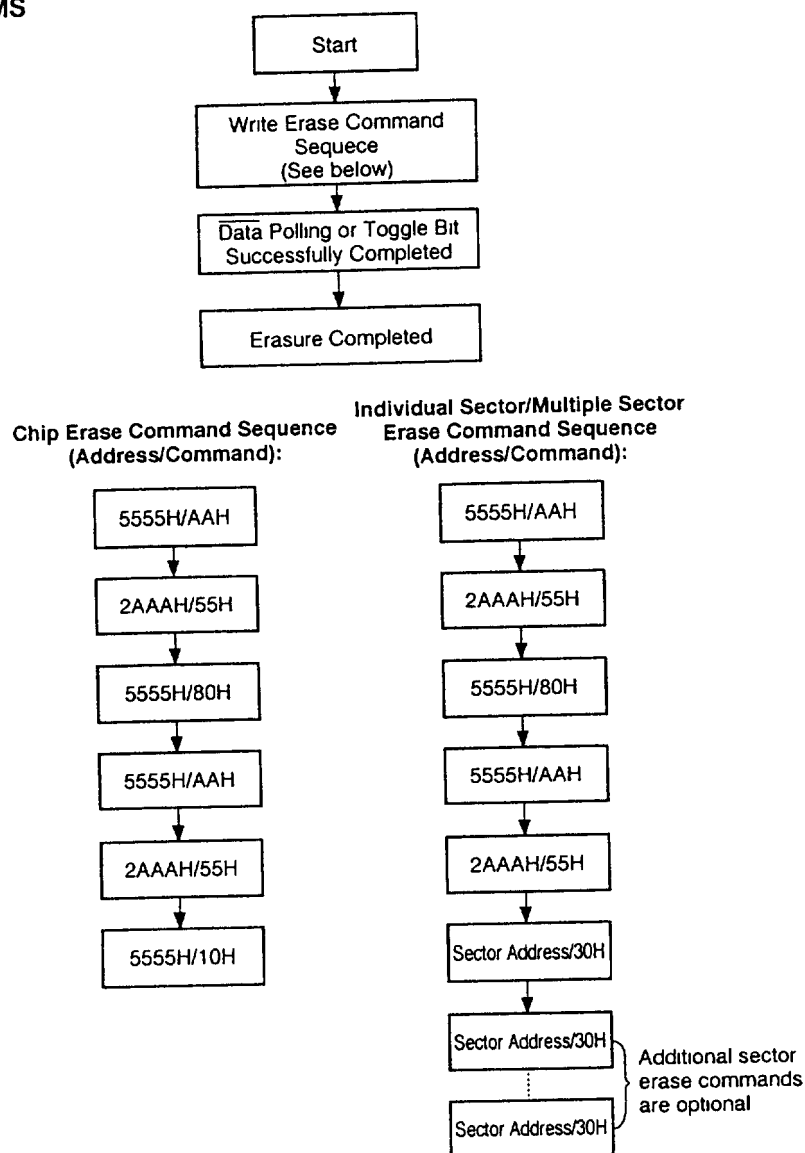 MS
Start
Write Erase Command
Sequece
(See below)
Data Polling or Toggle Bit
Successfully Completed
Erasure Completed
Chip Erase Command Sequence
(Address/Command):
5555H/AAH
2AAAH/55H
5555H/80H
5555H/AAH
2AAAH/55H
5555H/10H
Individual Sector/Multiple Sector
Erase Command Sequence
(Address/Command):
5555H/AAH
2AAAH/55H
5555H/80H
5555H/AAH
2AAAH/55H
Sector Address/30H
Sector Address/30H
Sector Address/30H
Additional sector
erase commands
are optional